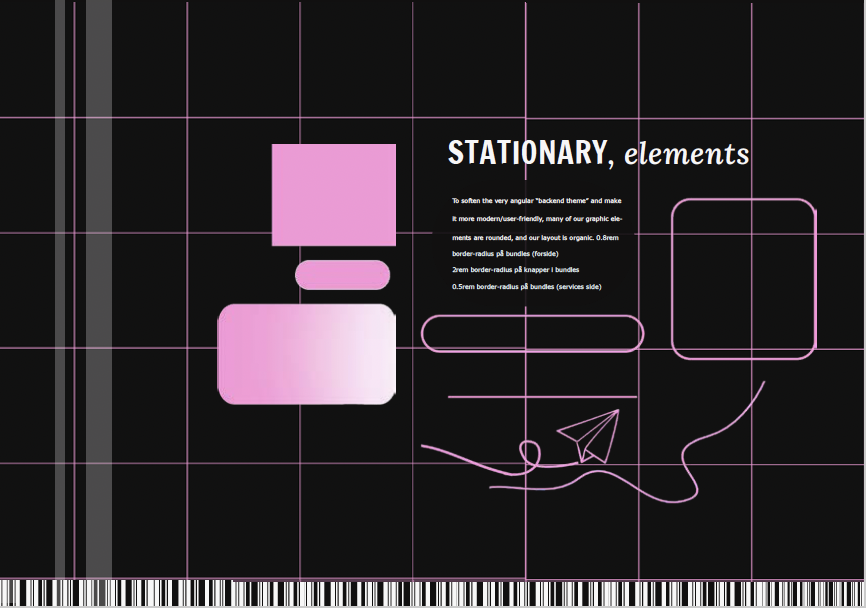 STATIONARY, elements
To soften the very angular "backend theme" and make
it more modern/user-friendly, many of our graphic ele-
ments are rounded, and our layout is organic. 0.8rem
border-radius på bundles (forside)
2rem border-radius på knapper i bundles
0.5rem border-radius på bundles (services side)